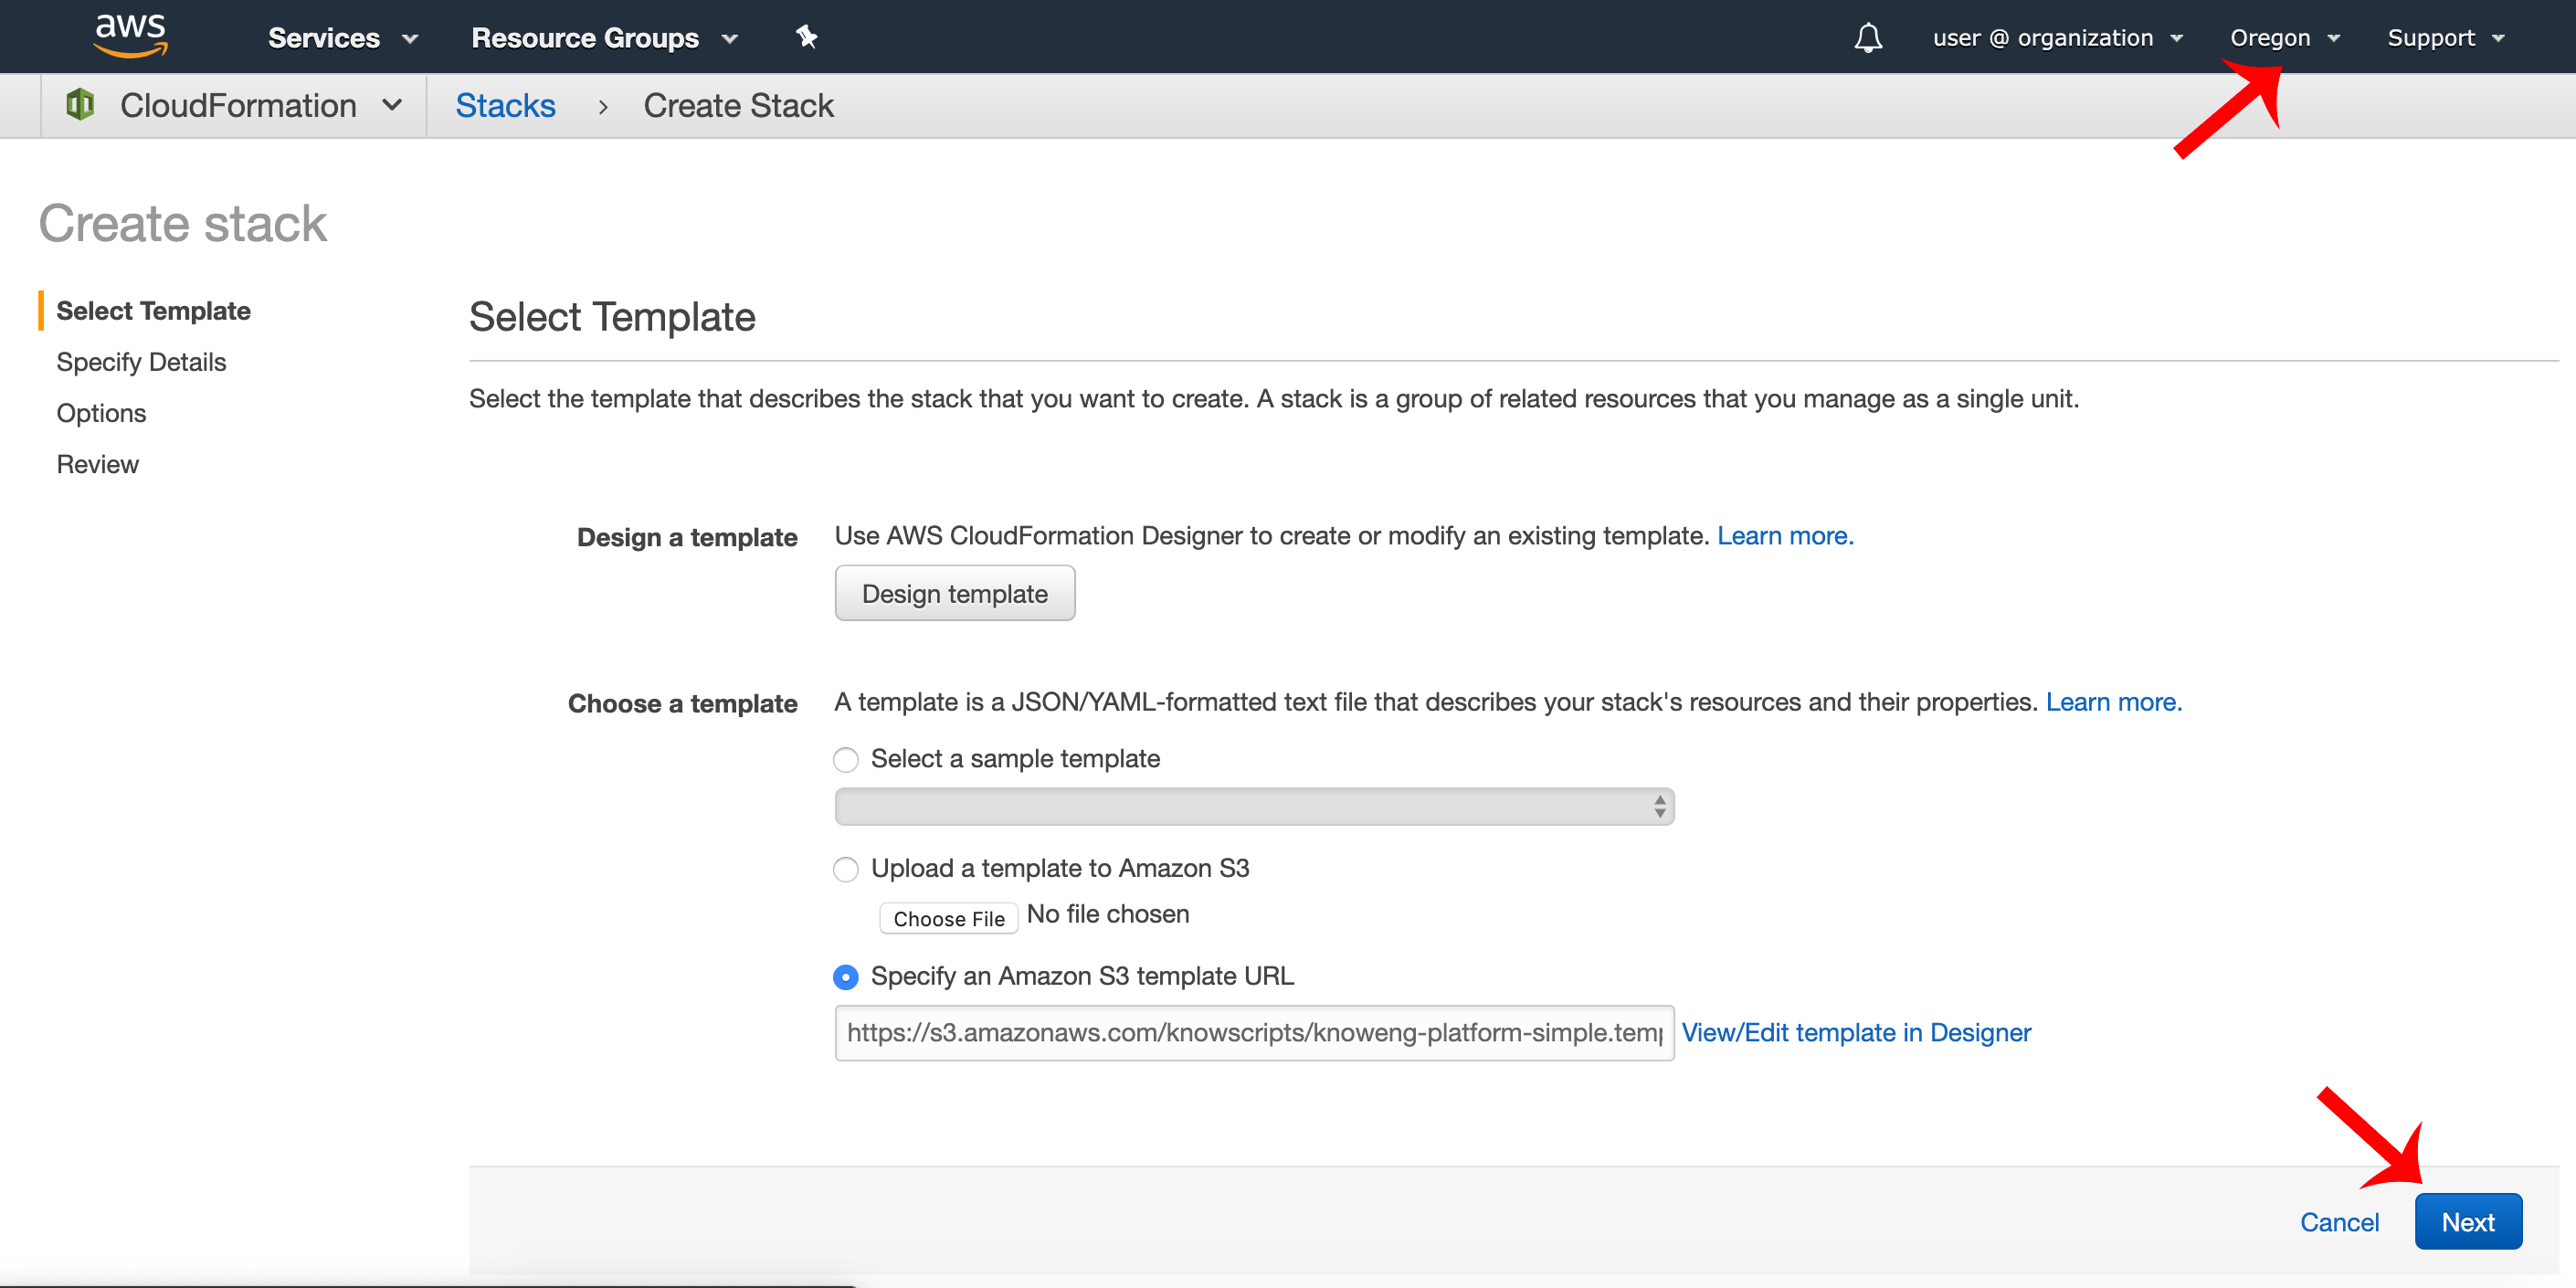 aws Services Resource Groups user @ organization Oregon Support
CloudFormation Stacks > Create Stack
Create stack
Select Template
Specify Details
Options
Review
Select Template
Select the template that describes the stack that you want to create. A stack is a group of related resources that you manage as a single unit.
Design a template Use AWS CloudFormation Designer to create or modify an existing template. Learn more.
Design template
Choose a template A template is a JSON/YAML-formatted text file that describes your stack's resources and their properties. Learn more.
Select a sample template
Upload a template to Amazon S3
Choose File No file chosen
Specify an Amazon S3 template URL
https://s3.amazonaws.com/knowscripts/knoweng-platform-simple.temp View/Edit template in Designer
Cancel Next